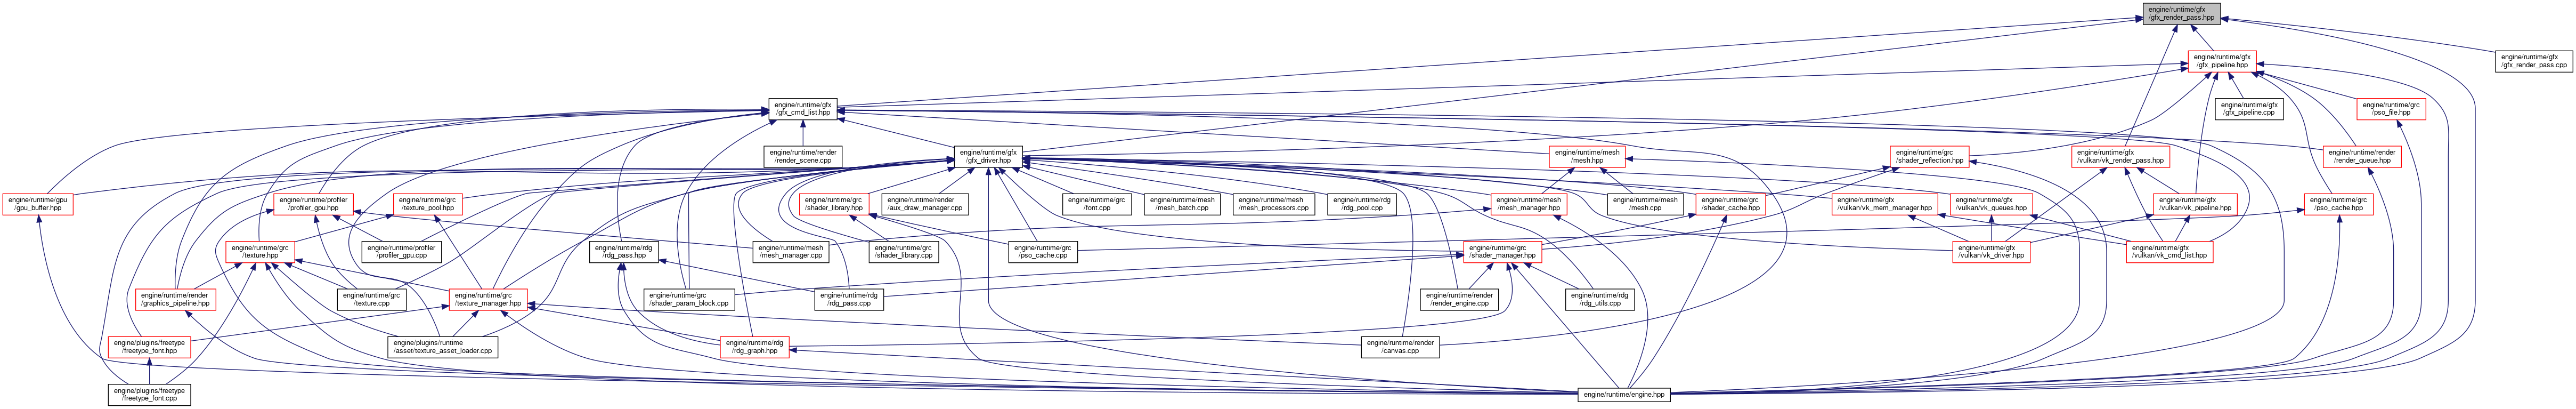 engine/runtime/gfx
/gfx_render_pass.hpp
engine/runtime/gfx
/gfx_pipeline.hpp
engine/runtime/gfx
/gfx_render_pass.cpp
engine/runtime/gfx
/gfx_cmd_list.hpp
engine/runtime/gfx
/gfx_pipeline.cpp
engine/runtime/grc
/pso_file.hpp
engine/runtime/render
/render_scene.cpp
engine/runtime/gfx
/gfx_driver.hpp
engine/runtime/mesh
/mesh.hpp
engine/runtime/grc
/shader_reflection.hpp
engine/runtime/gfx
/vulkan/vk_render_pass.hpp
engine/runtime/render
/render_queue.hpp
engine/runtime/gpu
/gpu_buffer.hpp
engine/runtime/profiler
/profiler_gpu.hpp
engine/runtime/grc
/texture_pool.hpp
engine/runtime/grc
/shader_library.hpp
engine/runtime/render
/aux_draw_manager.cpp
engine/runtime/grc
/font.cpp
engine/runtime/mesh
/mesh_batch.cpp
engine/runtime/mesh
/mesh_processors.cpp
engine/runtime/rdg
/rdg_pool.cpp
engine/runtime/mesh
/mesh_manager.hpp
engine/runtime/mesh
/mesh.cpp
engine/runtime/grc
/shader_cache.hpp
engine/runtime/gfx
/vulkan/vk_mem_manager.hpp
engine/runtime/gfx
/vulkan/vk_queues.hpp
engine/runtime/gfx
/vulkan/vk_pipeline.hpp
engine/runtime/grc
/pso_cache.hpp
engine/runtime/grc
/texture.hpp
engine/runtime/profiler
/profiler_gpu.cpp
engine/runtime/rdg
/rdg_pass.hpp
engine/runtime/mesh
/mesh_manager.cpp
engine/runtime/grc
/shader_library.cpp
engine/runtime/grc
/pso_cache.cpp
engine/runtime/grc
/shader_manager.hpp
engine/runtime/gfx
/vulkan/vk_driver.hpp
engine/runtime/gfx
/vulkan/vk_cmd_list.hpp
engine/runtime/render
/graphics_pipeline.hpp
engine/runtime/grc
/texture.cpp
engine/runtime/grc
/texture_manager.hpp
engine/runtime/grc
/shader_param_block.cpp
engine/runtime/rdg
/rdg_pass.cpp
engine/runtime/render
/render_engine.cpp
engine/runtime/rdg
/rdg_utils.cpp
engine/plugins/freetype
/freetype_font.hpp
engine/plugins/runtime
/asset/texture_asset_loader.cpp
engine/runtime/rdg
/rdg_graph.hpp
engine/runtime/render
/canvas.cpp
engine/plugins/freetype
/freetype_font.cpp
engine/runtime/engine.hpp